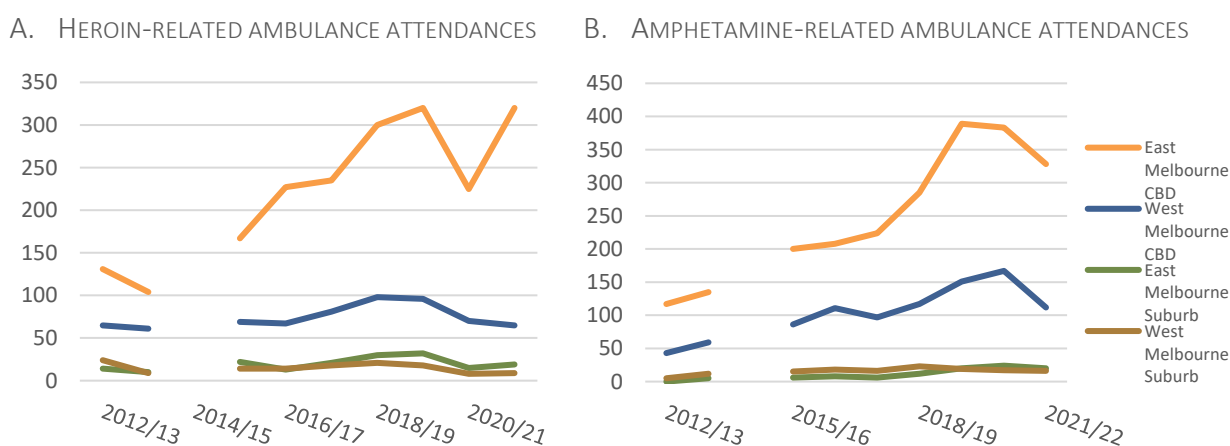 A. HEROIN-RELATED AMBULANCE ATTENDANCES
350
300
250
200
150
100
50
0
2012/13 2014/15 2016/17 2018/19 2020/21
B. AMPHETAMINE-RELATED AMBULANCE ATTENDANCES
450
400
350
300
250
200
150
100
50
0
2012/13 2015/16 2018/19 2021/22
East
Melbourne
CBD
West
Melbourne
CBD
East
Melbourne
Suburb
West
Melbourne
Suburb